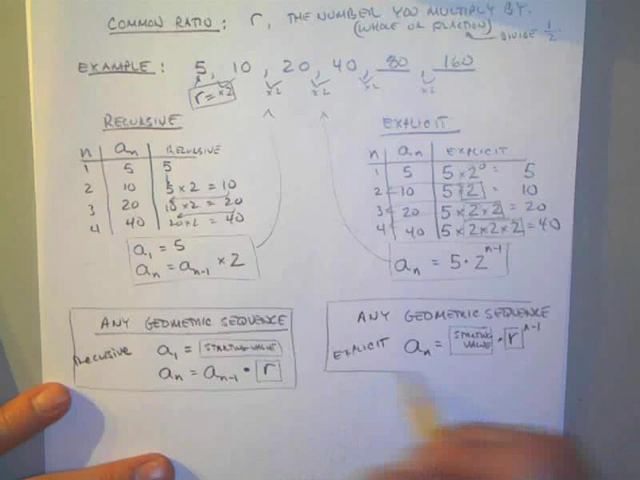 COMMON RATIO: r, THE NUMBER YOU MULTIPLY BY.
(WHOLE OR FRACTION) DIVIDE 1/2.
EXAMPLE: 5, 10, 20, 40, 80 160
r = ×2 ×2 ×2 ×2 ×2
RECURSIVE
n an RECURSIVE
1 5 5
2 10 5×2 = 10
3 20 10×2 = 20
4 40 20×2 = 40
a1 = 5
an = an-1 × 2
EXPLICIT
n an EXPLICIT
1 5 5×2^0 = 5
2 10 5×2 = 10
3 20 5×2×2 = 20
4 40 5×2×2×2 = 40
an = 5·2^n-1
ANY GEOMETRIC SEQUENCE
RECURSIVE a1 = STARTING VALUE
an = an-1 · r
ANY GEOMETRIC SEQUENCE
EXPLICIT an = STARTING VALUE · r^n-1